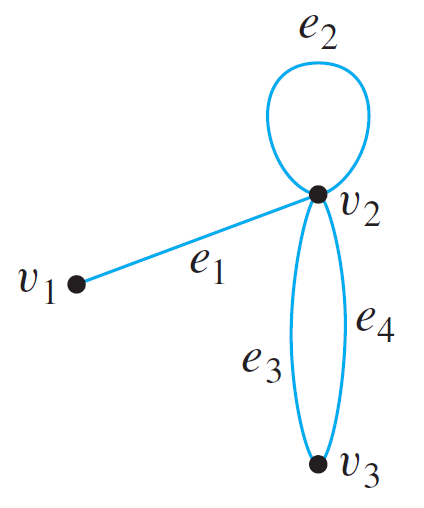 e₂
v₂
e₁
v₁
e₄
e₃
v₃